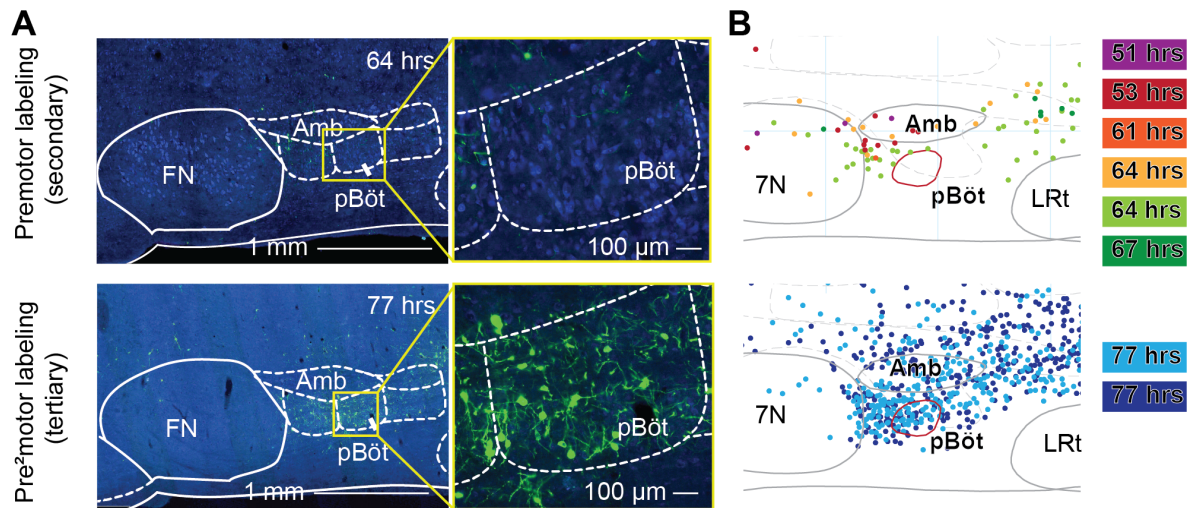 A
B
Premotor labeling
(secondary)
64 hrs
Amb
FN
pBöt
1 mm
pBöt
100 µm
Amb
7N
pBöt
LRt
51 hrs
53 hrs
61 hrs
64 hrs
64 hrs
67 hrs
Pre²motor labeling
(tertiary)
77 hrs
Amb
FN
pBöt
1 mm
pBöt
100 µm
Amb
7N
pBöt
LRt
77 hrs
77 hrs